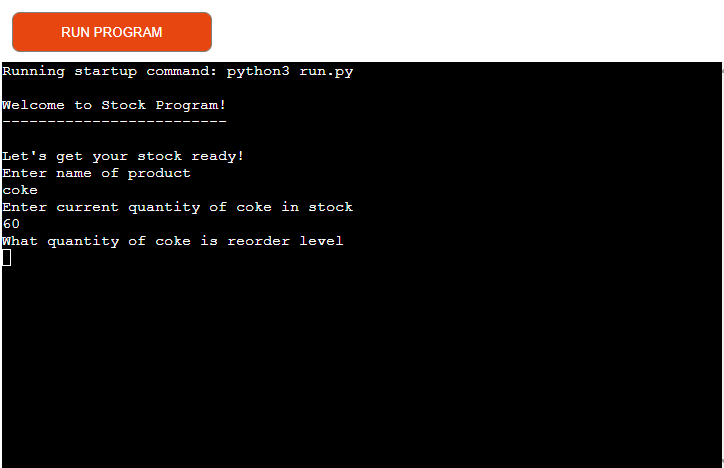 RUN PROGRAM
Running startup command: python3 run.py
Welcome to Stock Program!
-------------------------
Let's get your stock ready!
Enter name of product
coke
Enter current quantity of coke in stock
60
What quantity of coke is reorder level